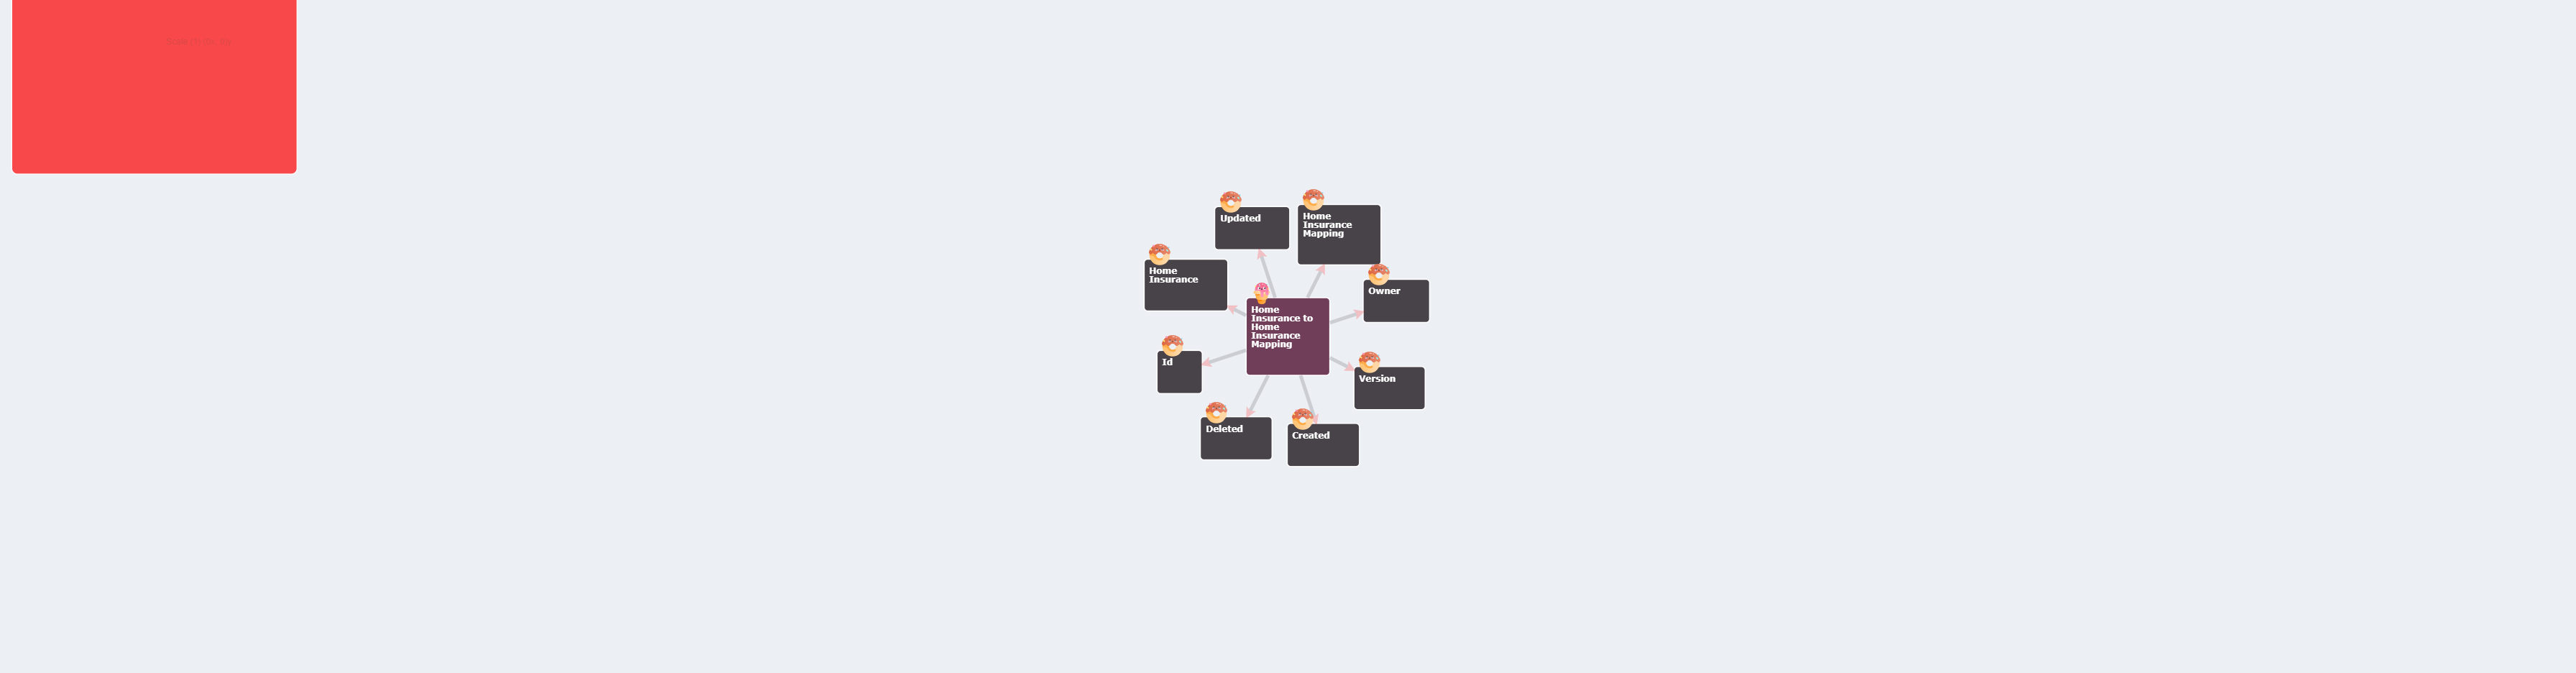 Updated
Home
Insurance
Mapping
Home
Insurance
Owner
Home
Insurance to
Home
Insurance
Mapping
Id
Version
Deleted
Created